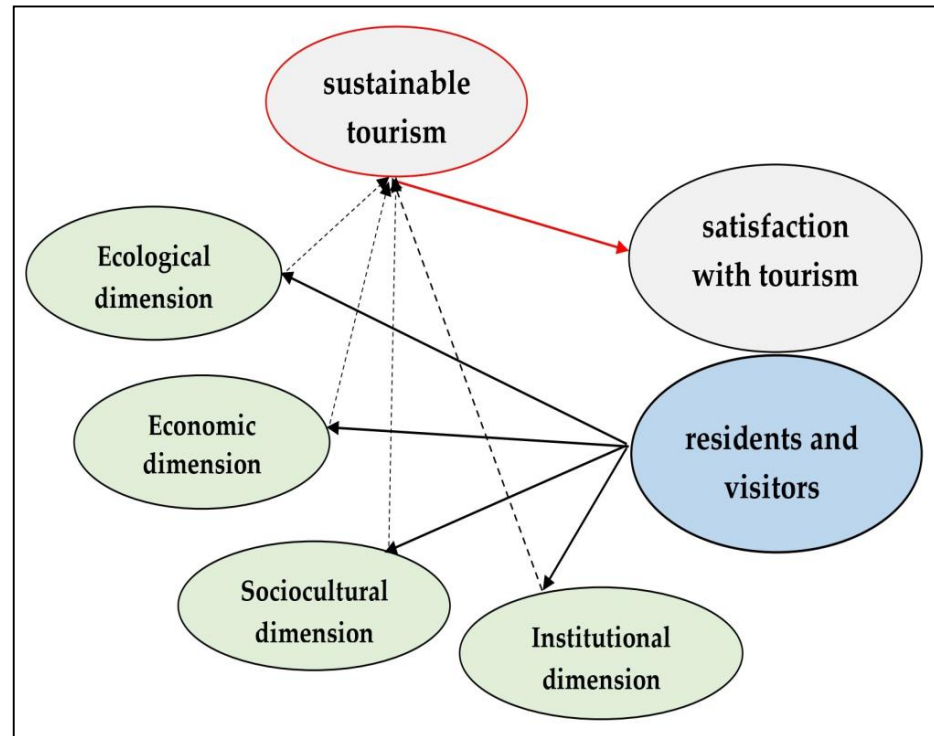 sustainable
tourism
satisfaction
with tourism
Ecological
dimension
Economic
dimension
residents and
visitors
Sociocultural
dimension
Institutional
dimension